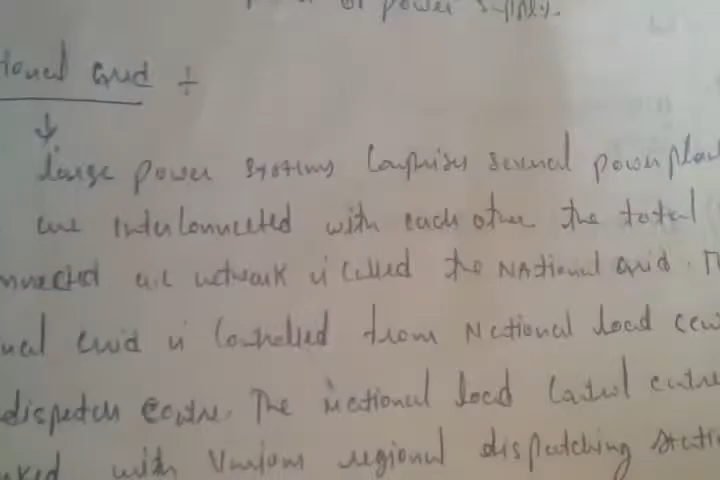 of power supply.
tional Grid ÷
Large power systems comprises several power plan
are interconnected with each other the total
nnected a.c network is called the National Grid. T
nal Grid is controlled from National load cen
dispatch centre. The national load control centre
nked with various regional dispatching statio